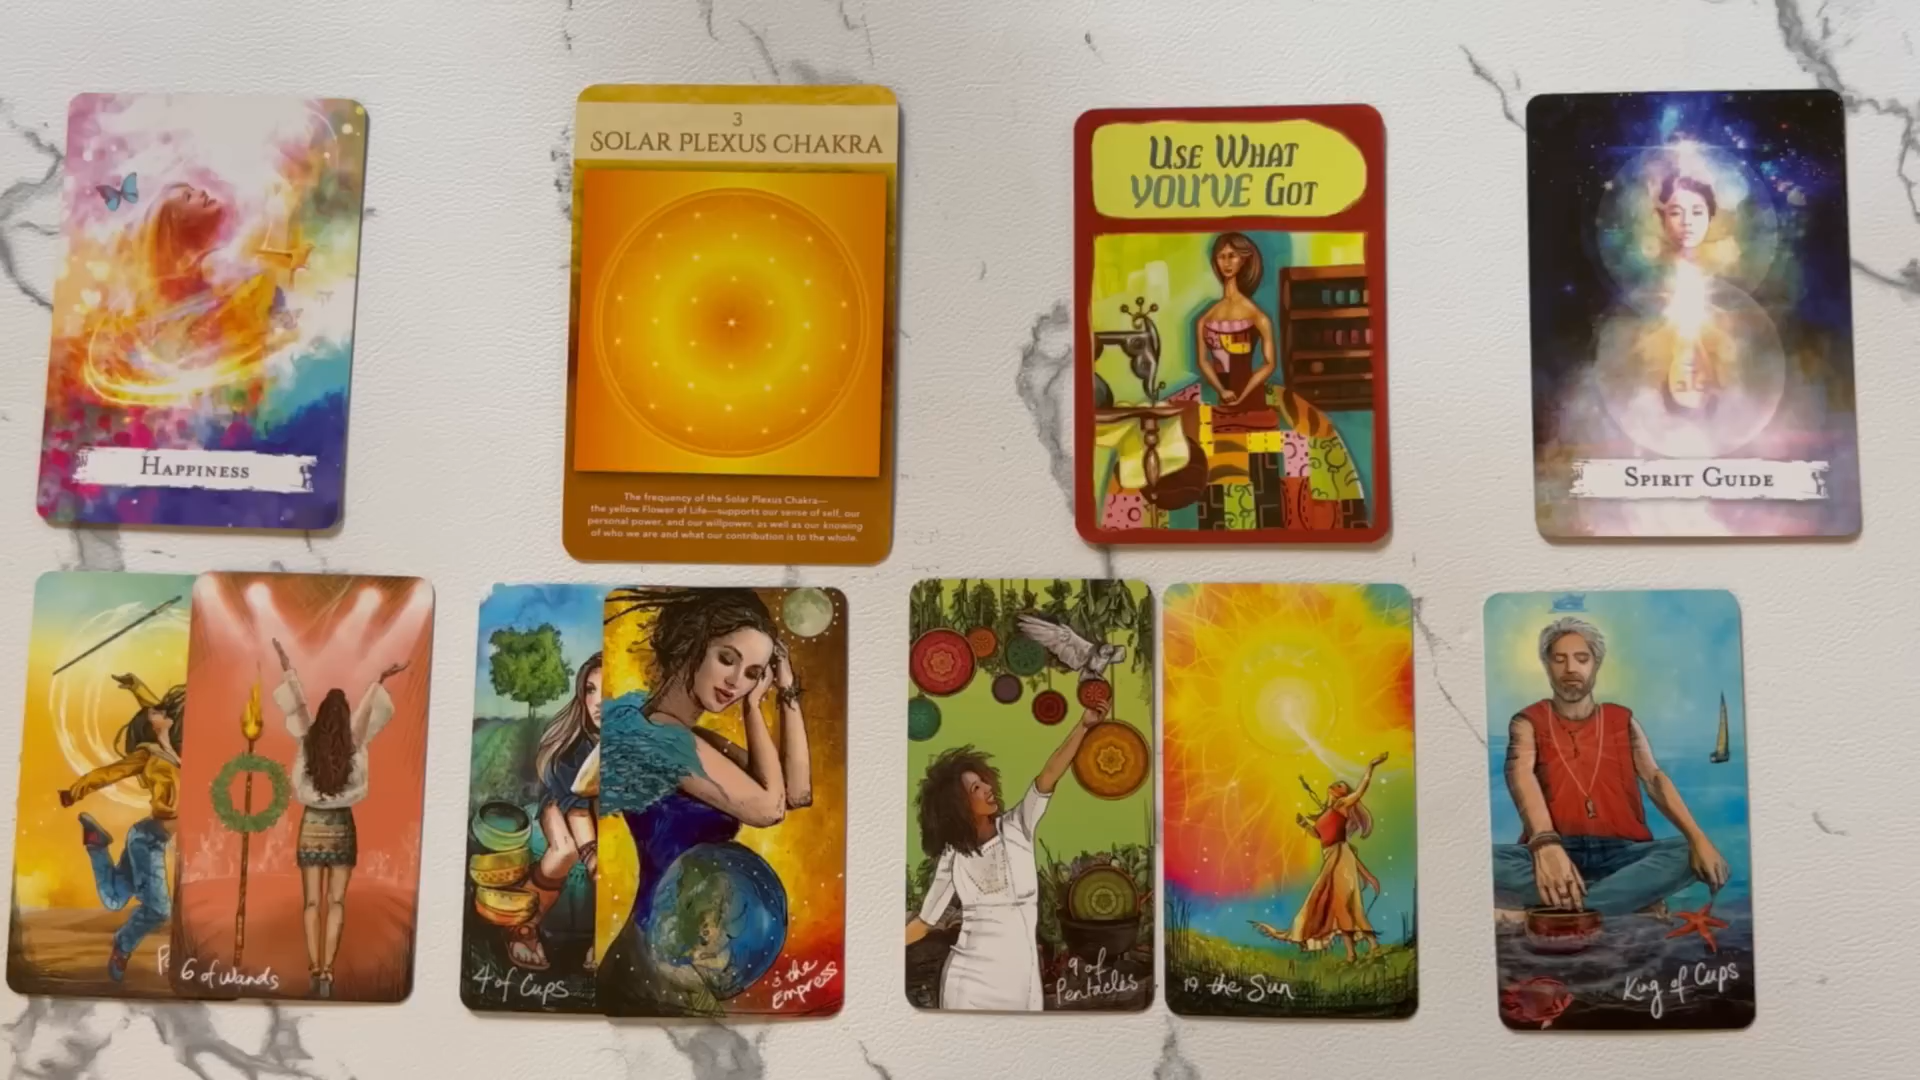 Happiness
3
Solar Plexus Chakra
The frequency of the Solar Plexus Chakra—
the yellow Flower of Life—supports our sense of self, our
personal power, and our willpower, as well as our knowing
of who we are and what our contribution is to the whole.
Use What
YOU'VE Got
Spirit Guide
6 of Wands
4 of Cups
3 the
Empress
9 of
Pentacles
19 the Sun
King of Cups